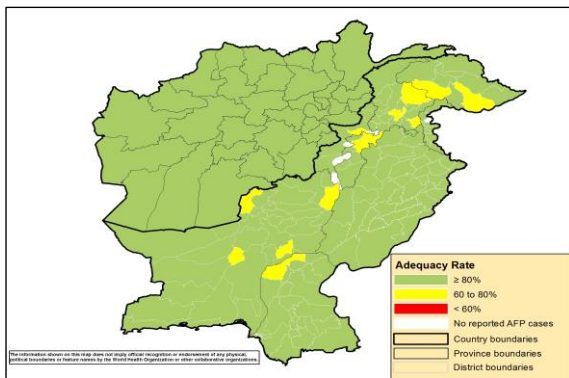 Adequacy Rate
≥ 80%
60 to 80%
< 60%
No reported AFP cases
Country boundaries
Province boundaries
District boundaries
The information shown on this map does not imply official recognition or endorsement of any physical,
political boundaries or feature names by the World Health Organization or other collaborative organizations.